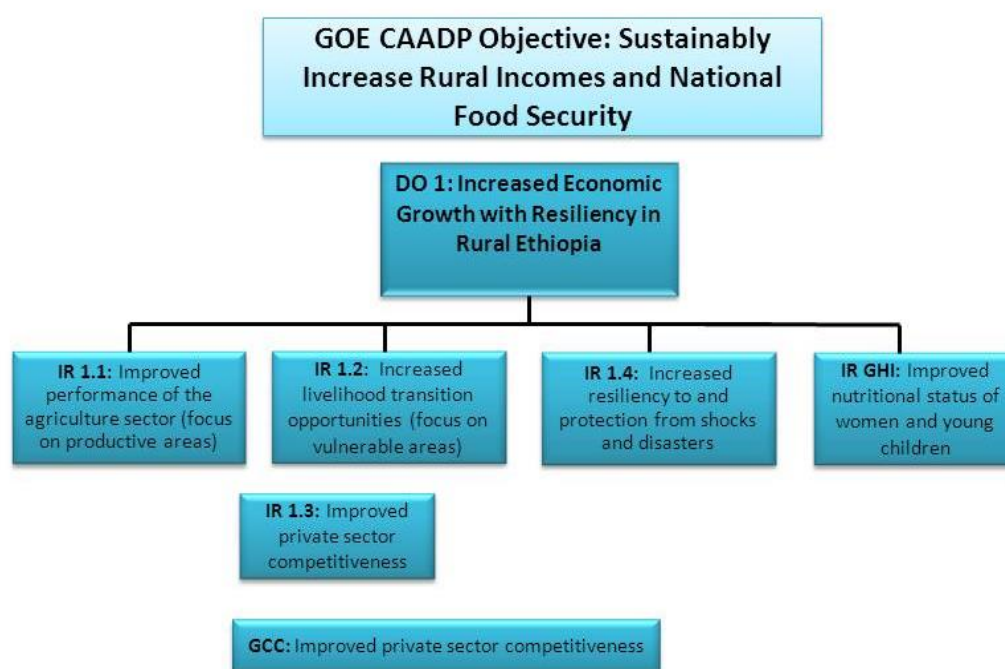 GOE CAADP Objective: Sustainably
Increase Rural Incomes and National
Food Security
DO 1: Increased Economic
Growth with Resiliency in
Rural Ethiopia
IR 1.1: Improved
performance of the
agriculture sector (focus
on productive areas)
IR 1.2: Increased
livelihood transition
opportunities (focus on
vulnerable areas)
IR 1.4: Increased
resiliency to and
protection from shocks
and disasters
IR GHI: Improved
nutritional status of
women and young
children
IR 1.3: Improved
private sector
competitiveness
GCC: Improved private sector competitiveness